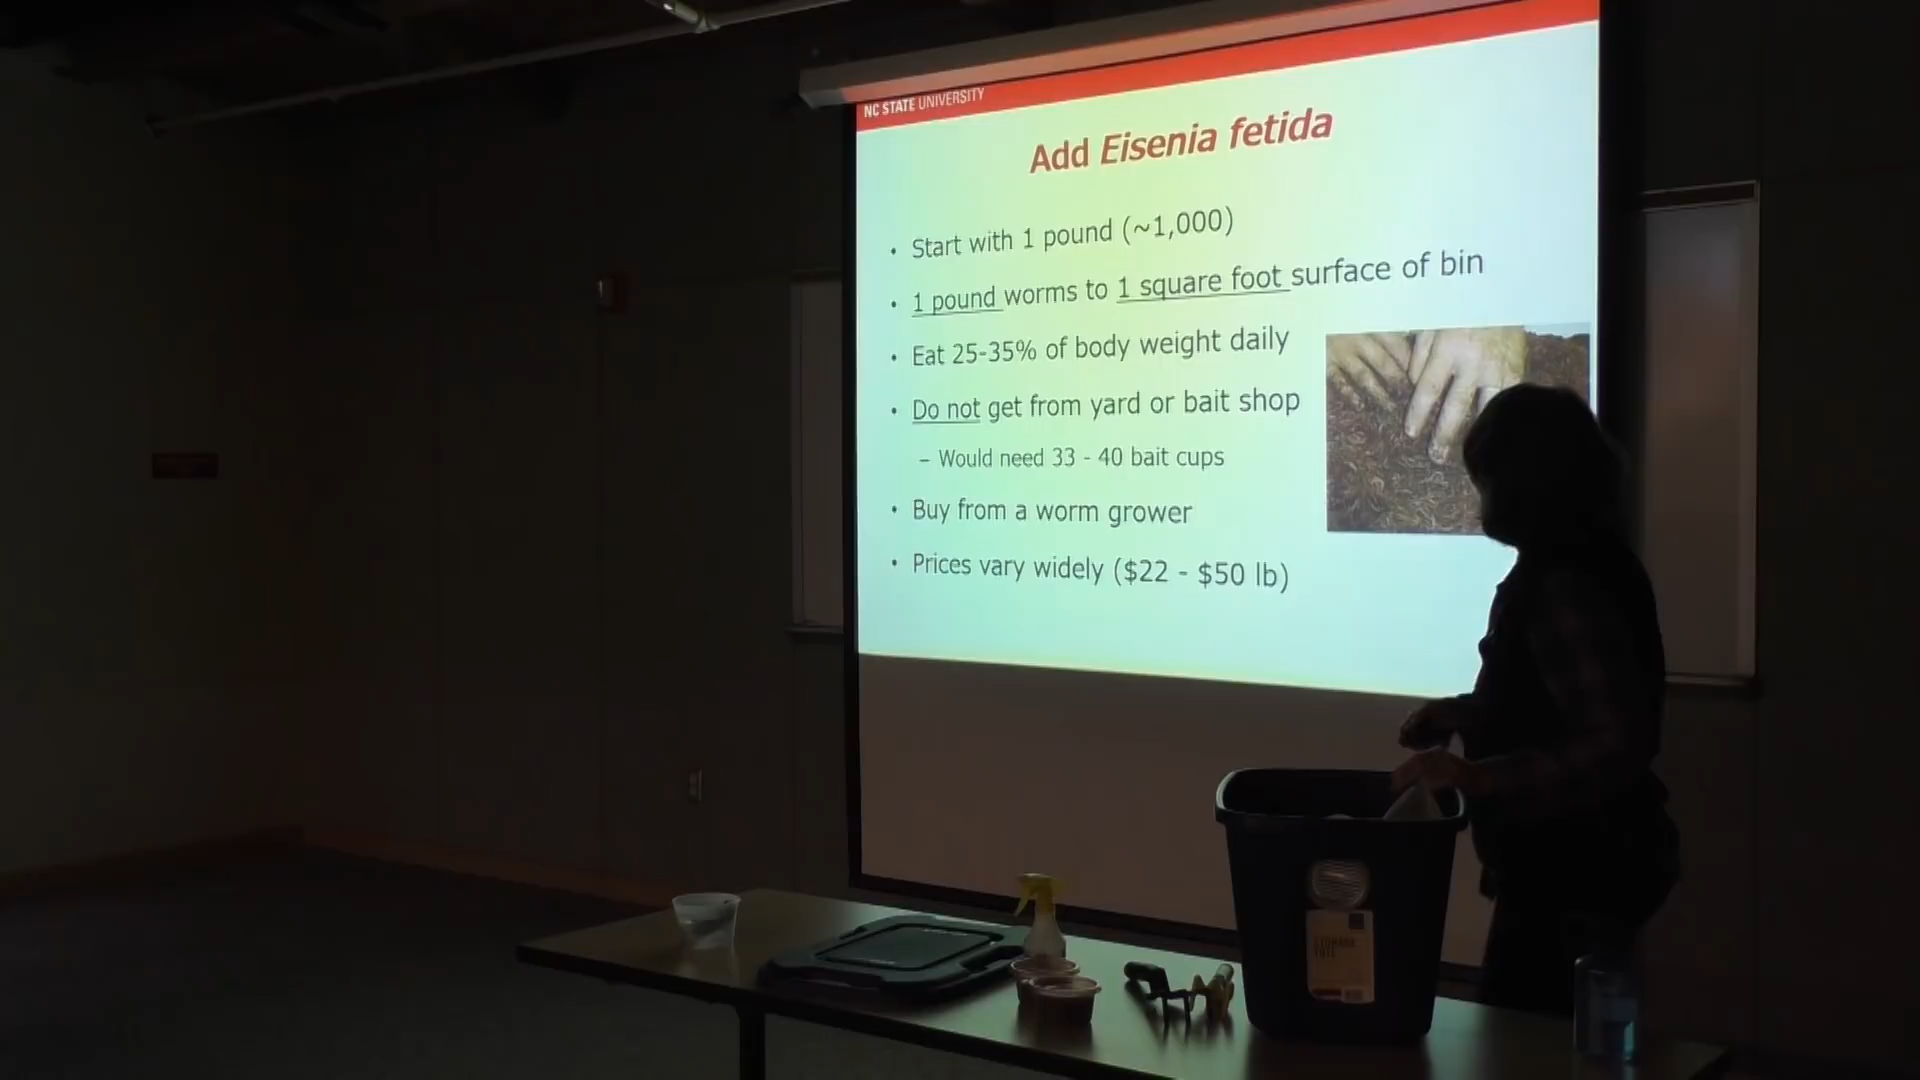 NC STATE UNIVERSITY
Add Eisenia fetida
• Start with 1 pound (~1,000)
• 1 pound worms to 1 square foot surface of bin
• Eat 25-35% of body weight daily
• Do not get from yard or bait shop
– Would need 33 - 40 bait cups
• Buy from a worm grower
• Prices vary widely ($22 - $50 lb)
STORAGE
TOTE